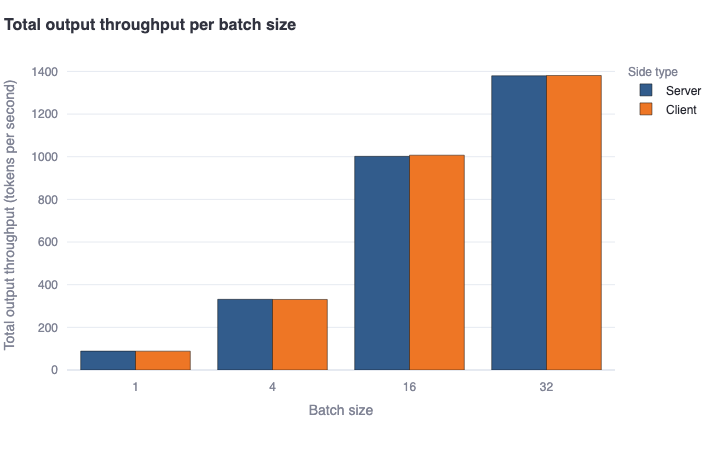 Total output throughput per batch size
Total output throughput (tokens per second)
1400
1200
1000
800
600
400
200
0
1 4 16 32
Batch size
Side type
Server
Client